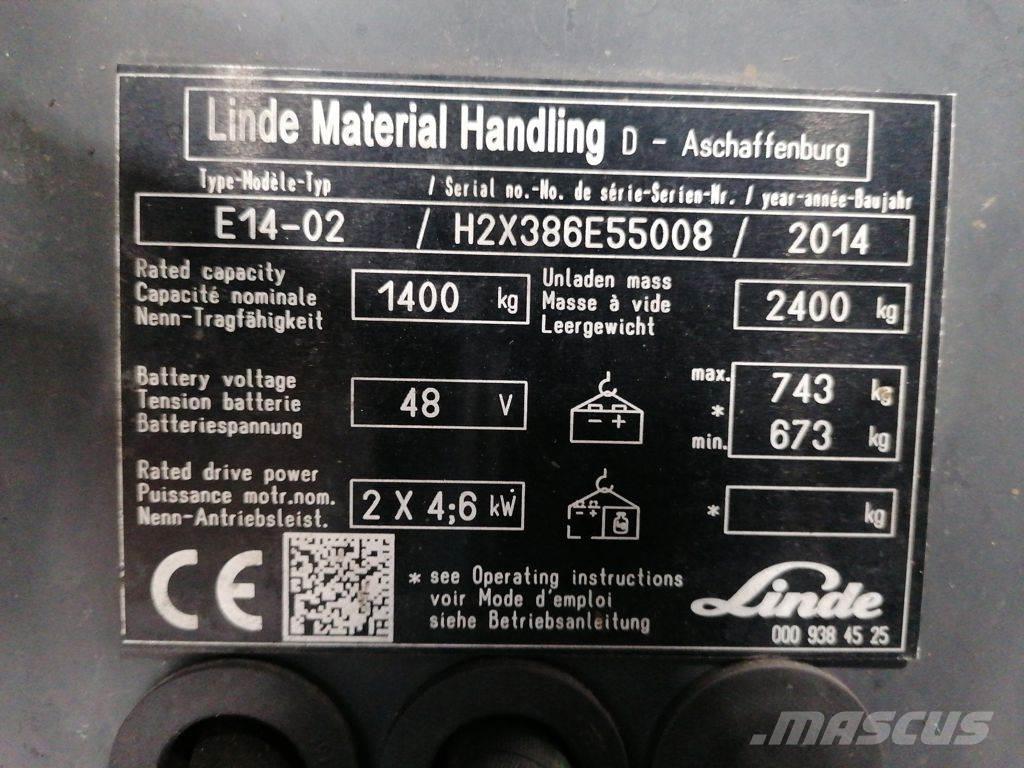 Linde Material Handling D - Aschaffenburg
Type-Modèle-Typ / Serial no.-No. de série-Serien-Nr. / year-année-Baujahr
E14-02 / H2X386E55008 / 2014
Rated capacity
Capacité nominale
Nenn-Tragfähigkeit
1400 kg
Unladen mass
Masse à vide
Leergewicht
2400 kg
Battery voltage
Tension batterie
Batteriespannung
48 V
- +
max. 743 kg
*
min. 673 kg
Rated drive power
Puissance motr.nom.
Nenn-Antriebsleist.
2 X 4;6 kW
- +
kg
* kg
CE
* see Operating instructions
voir Mode d'emploi
siehe Betriebsanleitung
Linde
000 938 45 25
MASCUS